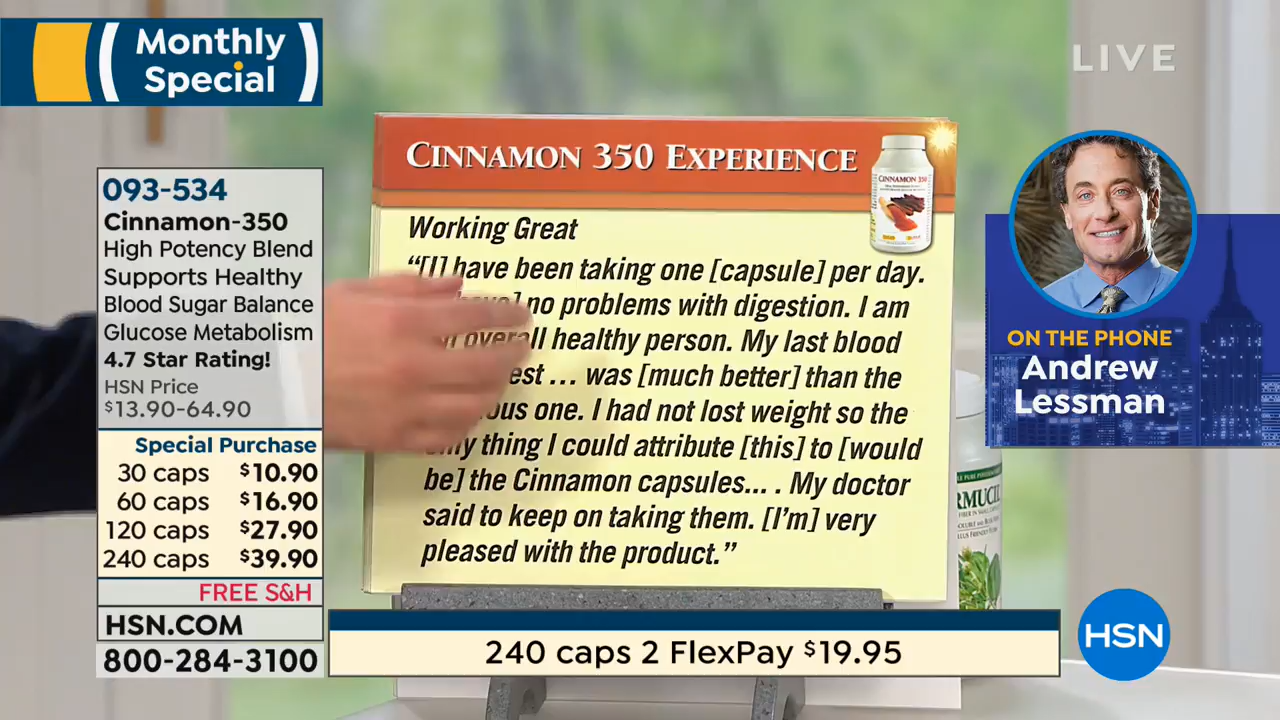 Monthly
Special
LIVE
093-534
Cinnamon-350
High Potency Blend
Supports Healthy
Blood Sugar Balance
Glucose Metabolism
4.7 Star Rating!
HSN Price
$13.90-64.90
Special Purchase
30 caps $10.90
60 caps $16.90
120 caps $27.90
240 caps $39.90
FREE S&H
HSN.COM
800-284-3100
CINNAMON 350 EXPERIENCE
CINNAMON 350
Working Great
“[I] have been taking one [capsule] per day.
no problems with digestion. I am
overall healthy person. My last blood
... was [much better] than the
one. I had not lost weight so the
thing I could attribute [this] to [would
be] the Cinnamon capsules... . My doctor
said to keep on taking them. [I’m] very
pleased with the product.”
ON THE PHONE
Andrew
Lessman
240 caps 2 FlexPay $19.95
HSN